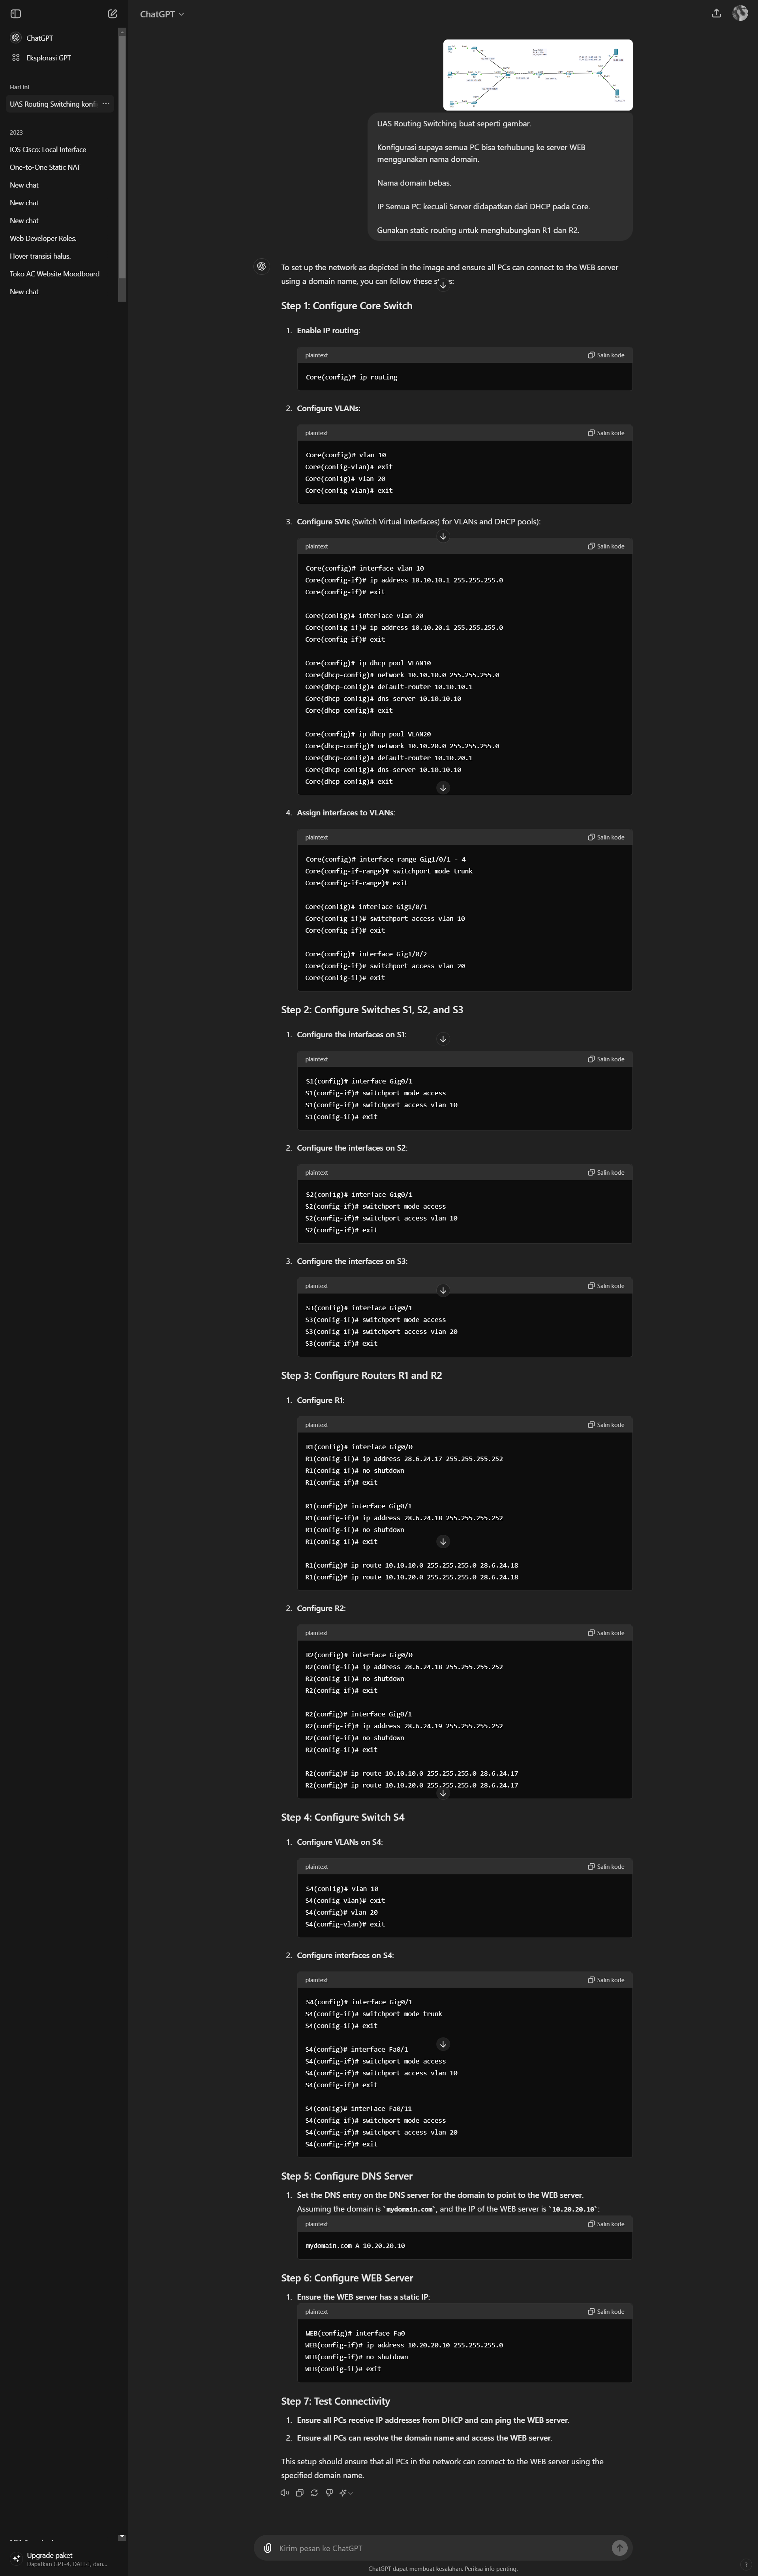 ChatGPT
Eksplorasi GPT
Hari ini
UAS Routing Switching konfi
2023
IOS Cisco: Local Interface
One-to-One Static NAT
New chat
New chat
New chat
Web Developer Roles.
Hover transisi halus.
Toko AC Website Moodboard
New chat
Upgrade paket
Dapatkan GPT-4, DALL·E, dan...
ChatGPT
UAS Routing Switching buat seperti gambar.
Konfigurasi supaya semua PC bisa terhubung ke server WEB
menggunakan nama domain.
Nama domain bebas.
IP Semua PC kecuali Server didapatkan dari DHCP pada Core.
Gunakan static routing untuk menghubungkan R1 dan R2.
To set up the network as depicted in the image and ensure all PCs can connect to the WEB server
using a domain name, you can follow these s s:
Step 1: Configure Core Switch
1. Enable IP routing:
plaintext
Salin kode
Core(config)# ip routing
2. Configure VLANs:
plaintext
Salin kode
Core(config)# vlan 10
Core(config-vlan)# exit
Core(config)# vlan 20
Core(config-vlan)# exit
3. Configure SVIs (Switch Virtual Interfaces) for VLANs and DHCP pools):
plaintext
Salin kode
Core(config)# interface vlan 10
Core(config-if)# ip address 10.10.10.1 255.255.255.0
Core(config-if)# exit
Core(config)# interface vlan 20
Core(config-if)# ip address 10.10.20.1 255.255.255.0
Core(config-if)# exit
Core(config)# ip dhcp pool VLAN10
Core(dhcp-config)# network 10.10.10.0 255.255.255.0
Core(dhcp-config)# default-router 10.10.10.1
Core(dhcp-config)# dns-server 10.10.10.10
Core(dhcp-config)# exit
Core(config)# ip dhcp pool VLAN20
Core(dhcp-config)# network 10.10.20.0 255.255.255.0
Core(dhcp-config)# default-router 10.10.20.1
Core(dhcp-config)# dns-server 10.10.10.10
Core(dhcp-config)# exit
4. Assign interfaces to VLANs:
plaintext
Salin kode
Core(config)# interface range Gig1/0/1 - 4
Core(config-if-range)# switchport mode trunk
Core(config-if-range)# exit
Core(config)# interface Gig1/0/1
Core(config-if)# switchport access vlan 10
Core(config-if)# exit
Core(config)# interface Gig1/0/2
Core(config-if)# switchport access vlan 20
Core(config-if)# exit
Step 2: Configure Switches S1, S2, and S3
1. Configure the interfaces on S1:
plaintext
Salin kode
S1(config)# interface Gig0/1
S1(config-if)# switchport mode access
S1(config-if)# switchport access vlan 10
S1(config-if)# exit
2. Configure the interfaces on S2:
plaintext
Salin kode
S2(config)# interface Gig0/1
S2(config-if)# switchport mode access
S2(config-if)# switchport access vlan 10
S2(config-if)# exit
3. Configure the interfaces on S3:
plaintext
Salin kode
S3(config)# interface Gig0/1
S3(config-if)# switchport mode access
S3(config-if)# switchport access vlan 20
S3(config-if)# exit
Step 3: Configure Routers R1 and R2
1. Configure R1:
plaintext
Salin kode
R1(config)# interface Gig0/0
R1(config-if)# ip address 28.6.24.17 255.255.255.252
R1(config-if)# no shutdown
R1(config-if)# exit
R1(config)# interface Gig0/1
R1(config-if)# ip address 28.6.24.18 255.255.255.252
R1(config-if)# no shutdown
R1(config-if)# exit
R1(config)# ip route 10.10.10.0 255.255.255.0 28.6.24.18
R1(config)# ip route 10.10.20.0 255.255.255.0 28.6.24.18
2. Configure R2:
plaintext
Salin kode
R2(config)# interface Gig0/0
R2(config-if)# ip address 28.6.24.18 255.255.255.252
R2(config-if)# no shutdown
R2(config-if)# exit
R2(config)# interface Gig0/1
R2(config-if)# ip address 28.6.24.19 255.255.255.252
R2(config-if)# no shutdown
R2(config-if)# exit
R2(config)# ip route 10.10.10.0 255.255.255.0 28.6.24.17
R2(config)# ip route 10.10.20.0 255.255.255.0 28.6.24.17
Step 4: Configure Switch S4
1. Configure VLANs on S4:
plaintext
Salin kode
S4(config)# vlan 10
S4(config-vlan)# exit
S4(config)# vlan 20
S4(config-vlan)# exit
2. Configure interfaces on S4:
plaintext
Salin kode
S4(config)# interface Gig0/1
S4(config-if)# switchport mode trunk
S4(config-if)# exit
S4(config)# interface Fa0/1
S4(config-if)# switchport mode access
S4(config-if)# switchport access vlan 10
S4(config-if)# exit
S4(config)# interface Fa0/11
S4(config-if)# switchport mode access
S4(config-if)# switchport access vlan 20
S4(config-if)# exit
Step 5: Configure DNS Server
1. Set the DNS entry on the DNS server for the domain to point to the WEB server.
Assuming the domain is `mydomain.com`, and the IP of the WEB server is `10.20.20.10`:
plaintext
Salin kode
mydomain.com A 10.20.20.10
Step 6: Configure WEB Server
1. Ensure the WEB server has a static IP:
plaintext
Salin kode
WEB(config)# interface Fa0
WEB(config-if)# ip address 10.20.20.10 255.255.255.0
WEB(config-if)# no shutdown
WEB(config-if)# exit
Step 7: Test Connectivity
1. Ensure all PCs receive IP addresses from DHCP and can ping the WEB server.
2. Ensure all PCs can resolve the domain name and access the WEB server.
This setup should ensure that all PCs in the network can connect to the WEB server using the
specified domain name.
Kirim pesan ke ChatGPT
ChatGPT dapat membuat kesalahan. Periksa info penting.
?